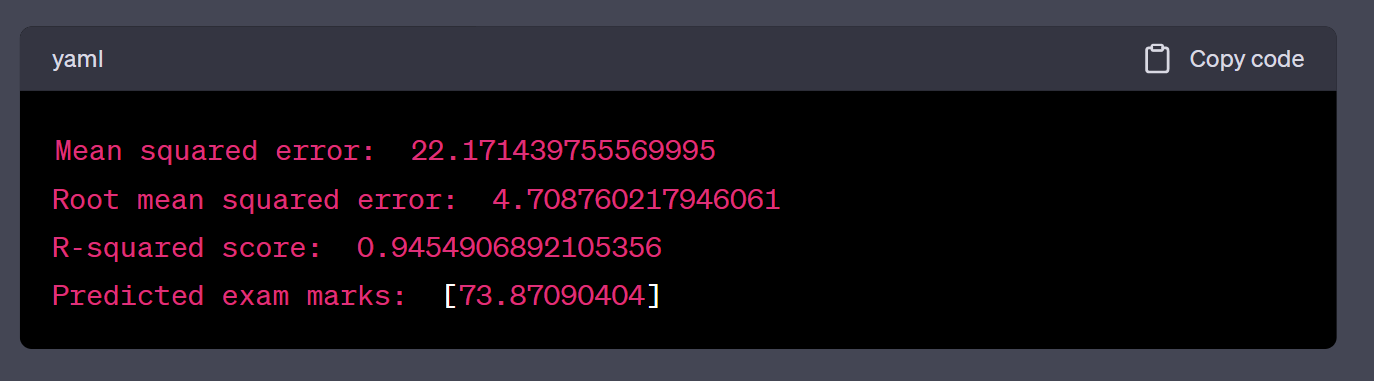 yaml
Copy code
Mean squared error:  22.171439755569995
Root mean squared error:  4.708760217946061
R-squared score:  0.9454906892105356
Predicted exam marks:  [73.87090404]